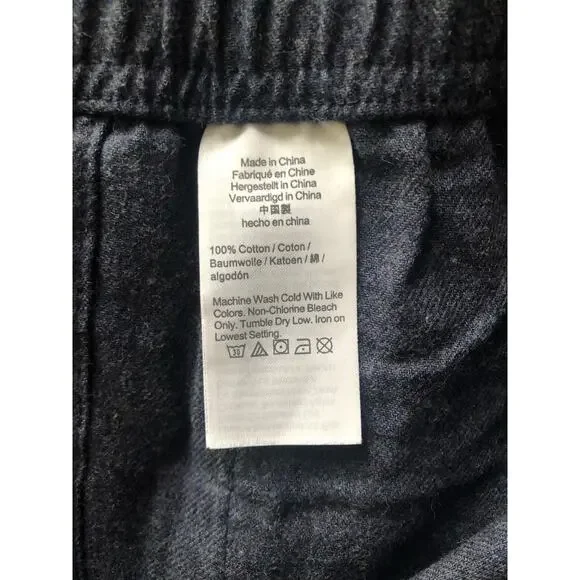 Made in China
Fabriqué en Chine
Hergestellt in China
Vervaardigd in China
中国製
hecho en china
100% Cotton / Coton /
Baumwolle / Katoen / 綿 /
algodón
Machine Wash Cold With Like
Colors. Non-Chlorine Bleach
Only. Tumble Dry Low. Iron on
Lowest Setting.
30